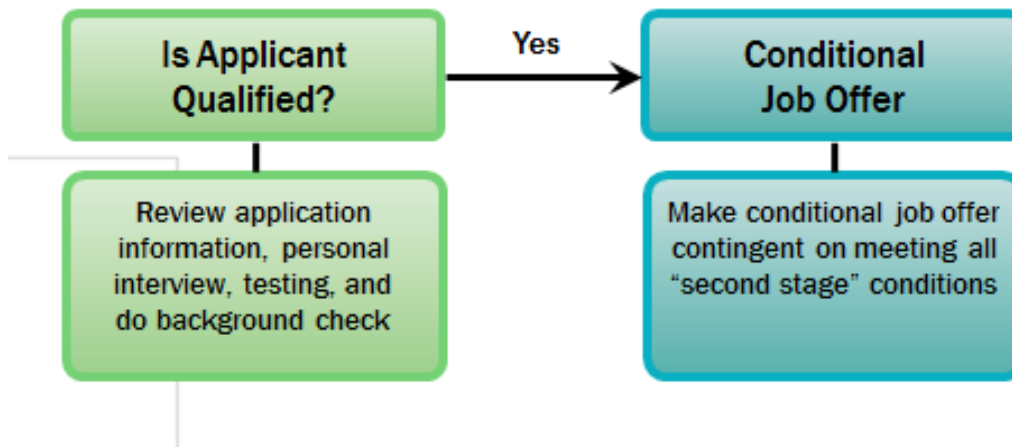 Is Applicant
Qualified?
Yes
Conditional
Job Offer
Review application
information, personal
interview, testing, and
do background check
Make conditional job offer
contingent on meeting all
“second stage” conditions